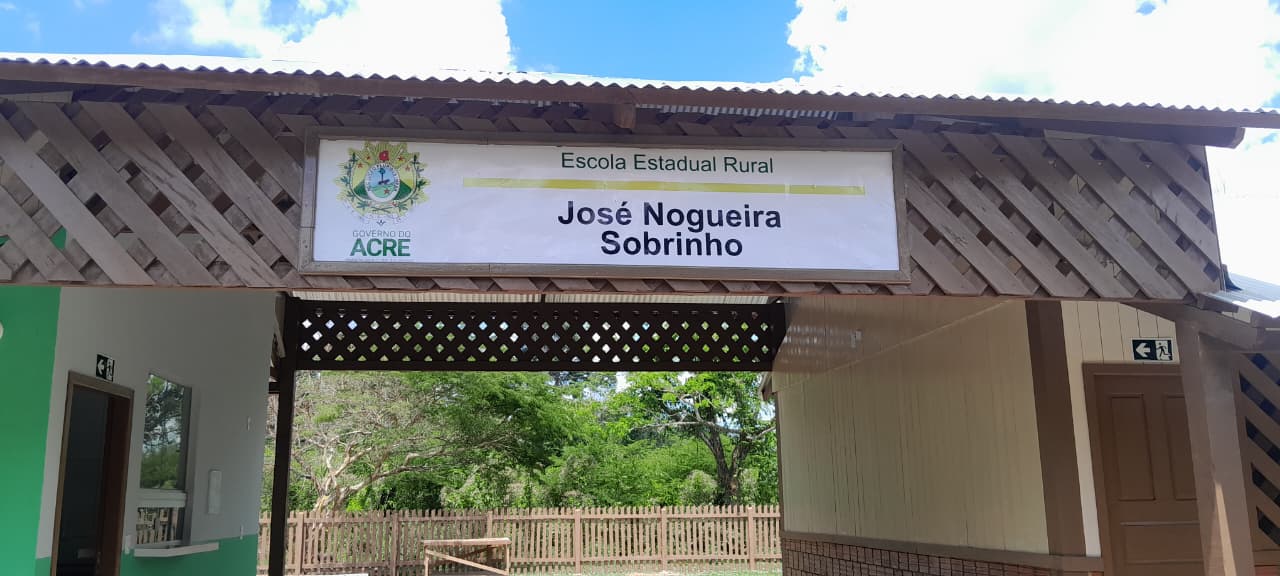 Escola Estadual Rural
José Nogueira
Sobrinho
GOVERNO DO
ACRE